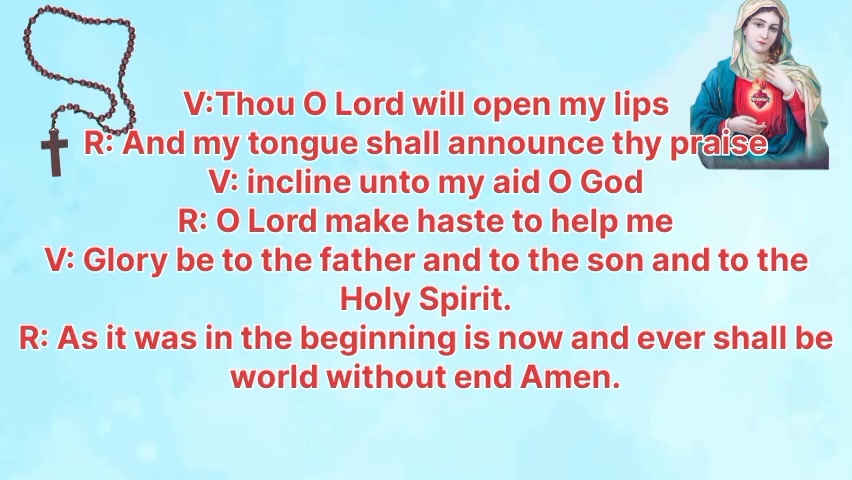 V:Thou O Lord will open my lips
R: And my tongue shall announce thy praise
V: incline unto my aid O God
R: O Lord make haste to help me
V: Glory be to the father and to the son and to the
Holy Spirit.
R: As it was in the beginning is now and ever shall be
world without end Amen.